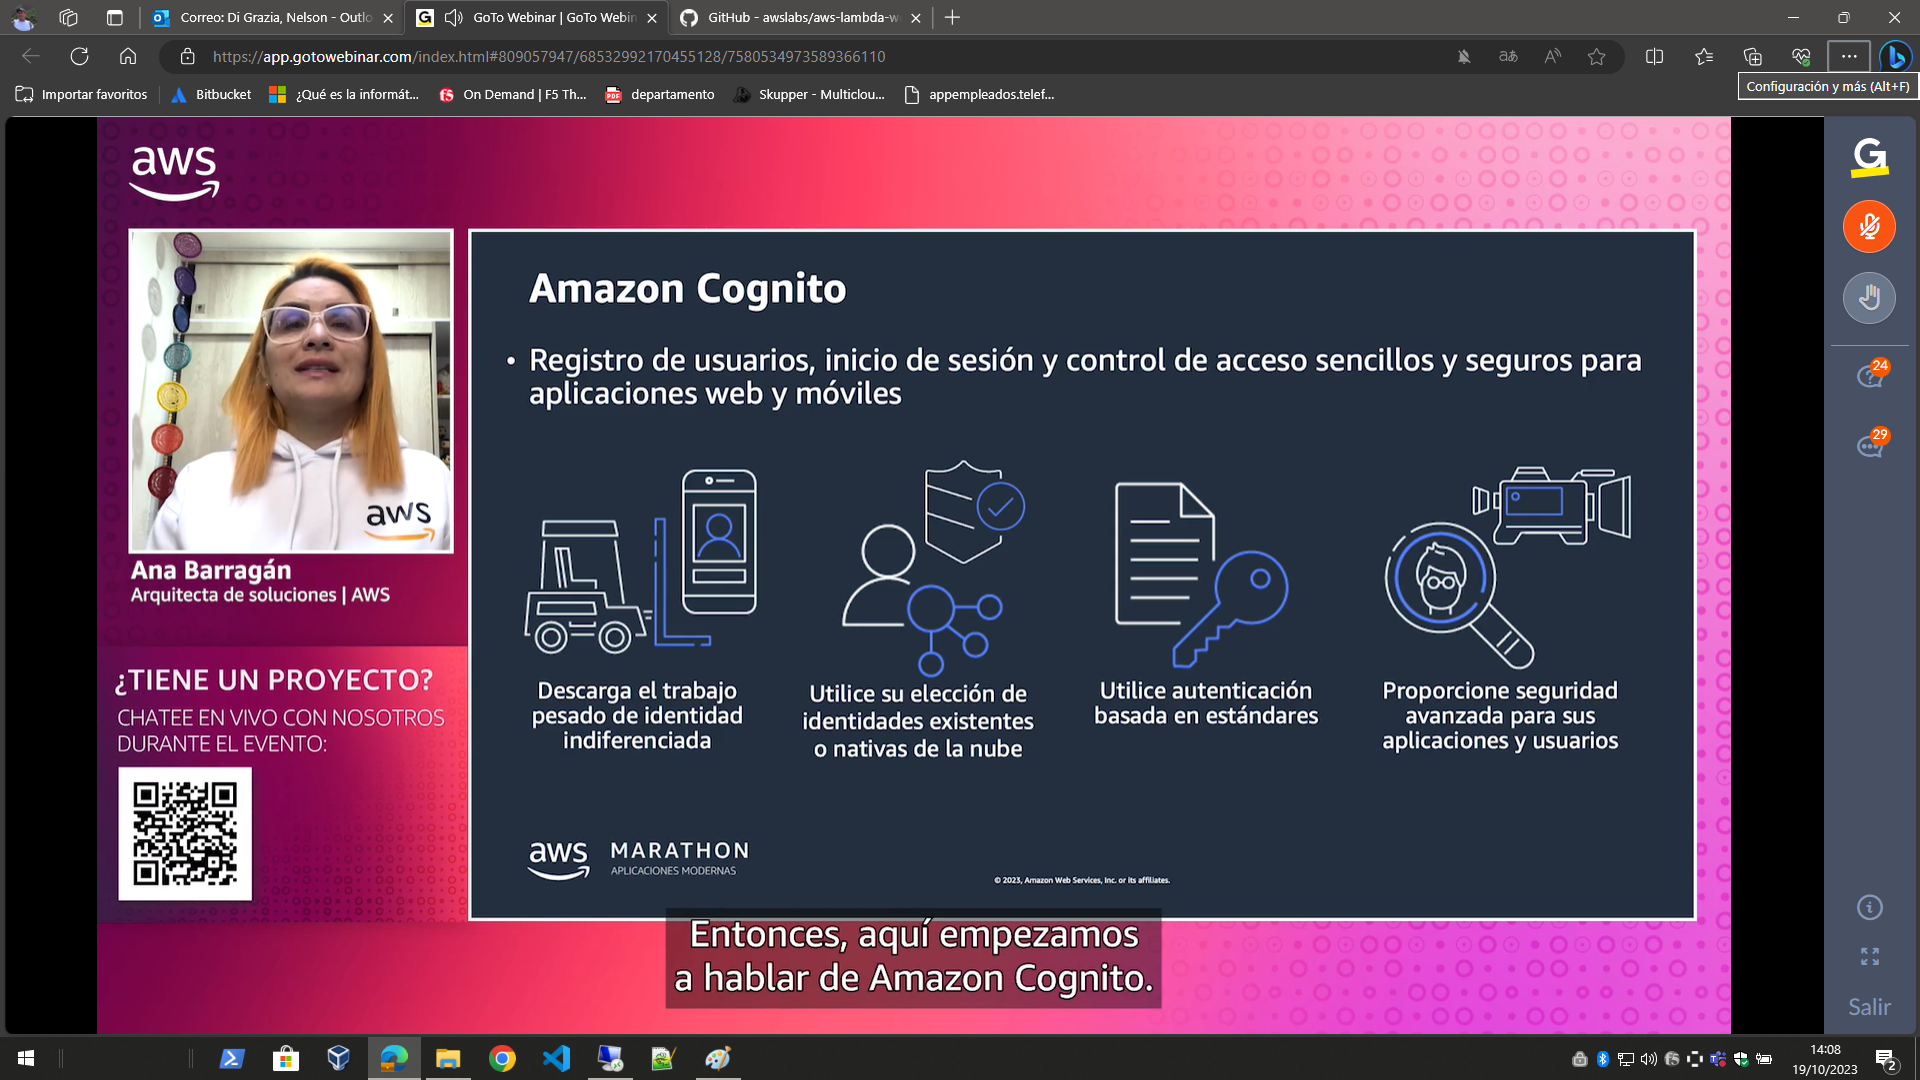 Correo: Di Grazia, Nelson - Outlo
GoTo Webinar | GoTo Webin
GitHub - awslabs/aws-lambda-w
https://app.gotowebinar.com/index.html#809057947/68532992170455128/7580534973589366110
Importar favoritos
Bitbucket
¿Qué es la informát...
On Demand | F5 Th...
departamento
Skupper - Multiclou...
appempleados.telef...
Configuración y más (Alt+F)
aws
aws
Ana Barragán
Arquitecta de soluciones | AWS
¿TIENE UN PROYECTO?
CHATEE EN VIVO CON NOSOTROS
DURANTE EL EVENTO:
Amazon Cognito
• Registro de usuarios, inicio de sesión y control de acceso sencillos y seguros para
aplicaciones web y móviles
Descarga el trabajo
pesado de identidad
indiferenciada
Utilice su elección de
identidades existentes
o nativas de la nube
Utilice autenticación
basada en estándares
Proporcione seguridad
avanzada para sus
aplicaciones y usuarios
aws
MARATHON
APLICACIONES MODERNAS
© 2023, Amazon Web Services, Inc. or its affiliates.
Entonces, aquí empezamos
a hablar de Amazon Cognito.
G
24
29
Salir
14:08
19/10/2023
2